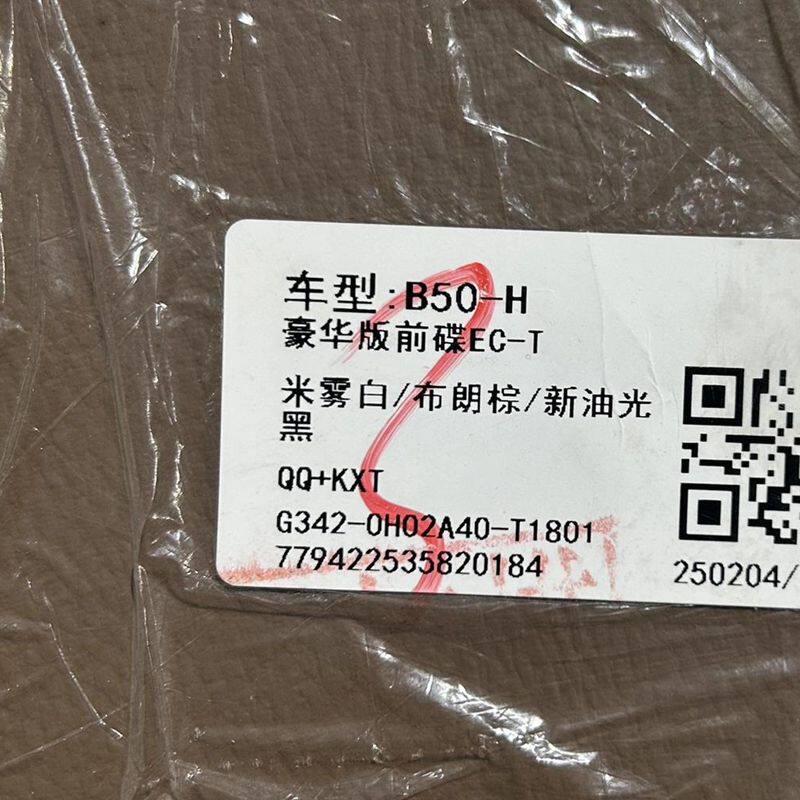 车型:B50-H
豪华版前碟EC-T
米雾白/布朗棕/新油光
黑
QQ+KXT
G342-0H02A40-T1801
779422535820184
250204/